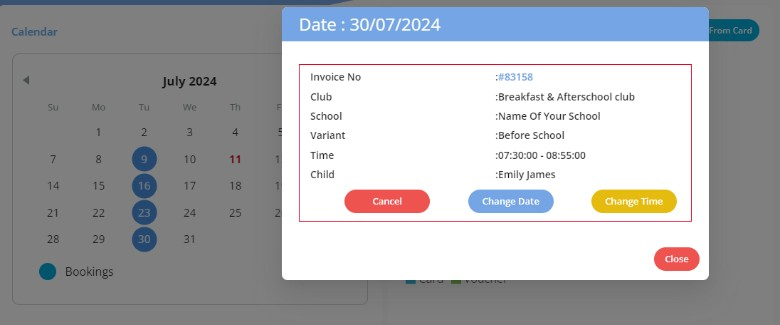 Date : 30/07/2024
Calendar
From Card
July 2024
Su Mo Tu We Th
1 2 3 4
7 8 9 10 11
14 15 16 17 18
21 22 23 24 25
28 29 30 31
Bookings
Invoice No :#83158
Club :Breakfast & Afterschool club
School :Name Of Your School
Variant :Before School
Time :07:30:00 - 08:55:00
Child :Emily James
Cancel Change Date Change Time
Close
Card Voucher